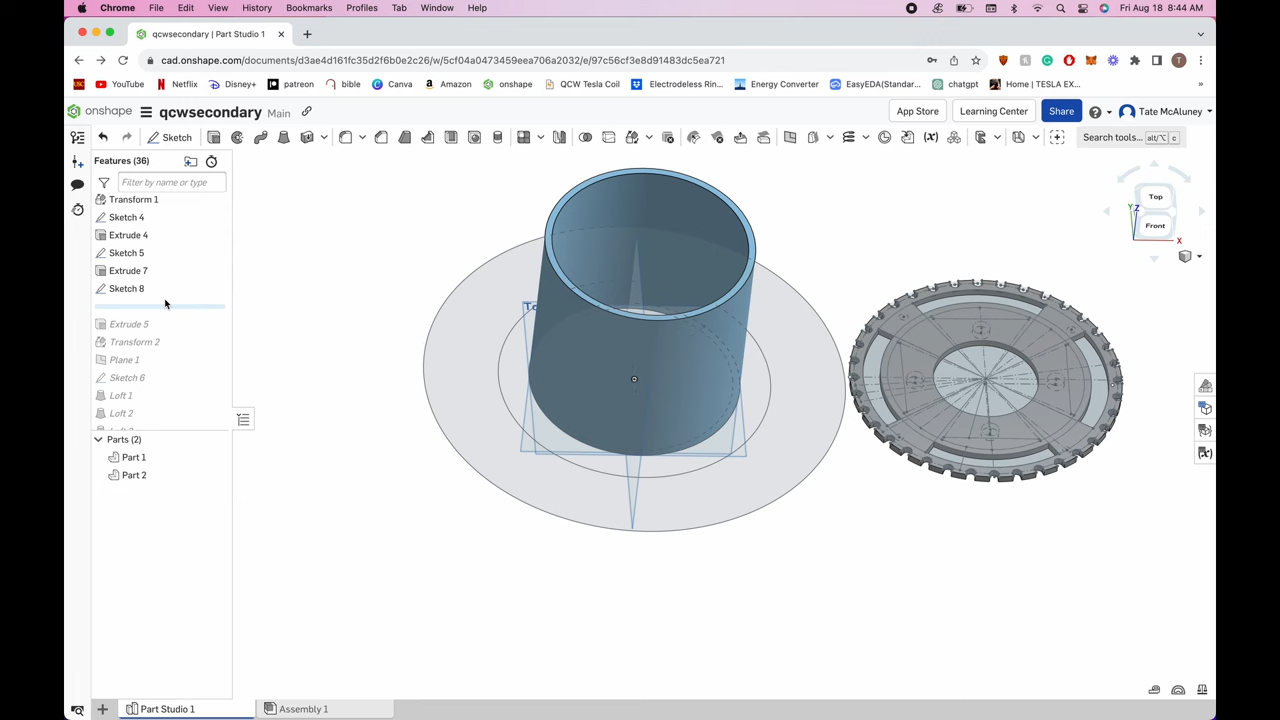 Chrome File Edit View History Bookmarks Profiles Tab Window Help Fri Aug 18 8:44 AM
qcwsecondary | Part Studio 1
cad.onshape.com/documents/d3ae4d161fc35f2f6b0e2c26/w/5cf04a0473459eea706a2032/e/97c56cf3e8d91483dc5ea721
YouTube Netflix Disney+ patreon bible Canva Amazon onshape QCW Tesla Coil Electrodeless Rin... Energy Converter EasyEDA(Standar... chatgpt Home | TESLA EX... »
onshape qcwsecondary Main App Store Learning Center Share Tate McAluney
Sketch Search tools... alt/⌥ c
Features (36)
Filter by name or type
Transform 1
Sketch 4
Extrude 4
Sketch 5
Extrude 7
Sketch 8
Extrude 5
Transform 2
Plane 1
Sketch 6
Loft 1
Loft 2
Parts (2)
Part 1
Part 2
Top
Front
Z
Y
X
Part Studio 1 Assembly 1